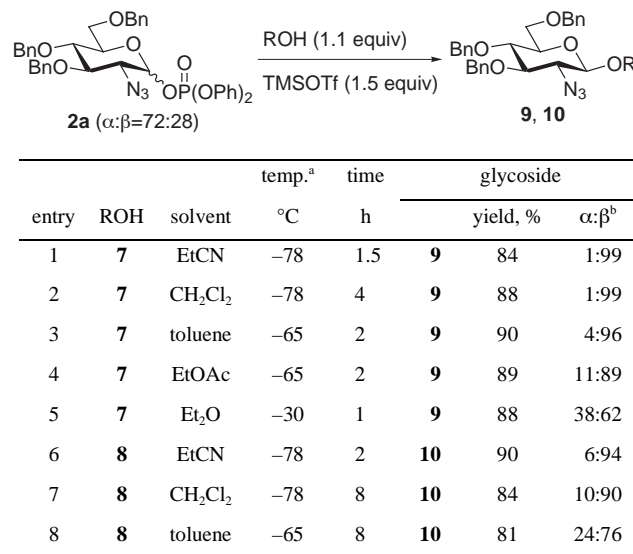 OBn
BnO
BnO
O
N3
O
OP(OPh)2
2a (α:β=72:28)
ROH (1.1 equiv)
TMSOTf (1.5 equiv)
OBn
BnO
BnO
O
OR
N3
9, 10
temp.a time glycoside
entry ROH solvent °C h yield, % α:βb
1 7 EtCN –78 1.5 9 84 1:99
2 7 CH2Cl2 –78 4 9 88 1:99
3 7 toluene –65 2 9 90 4:96
4 7 EtOAc –65 2 9 89 11:89
5 7 Et2O –30 1 9 88 38:62
6 8 EtCN –78 2 10 90 6:94
7 8 CH2Cl2 –78 8 10 84 10:90
8 8 toluene –65 8 10 81 24:76